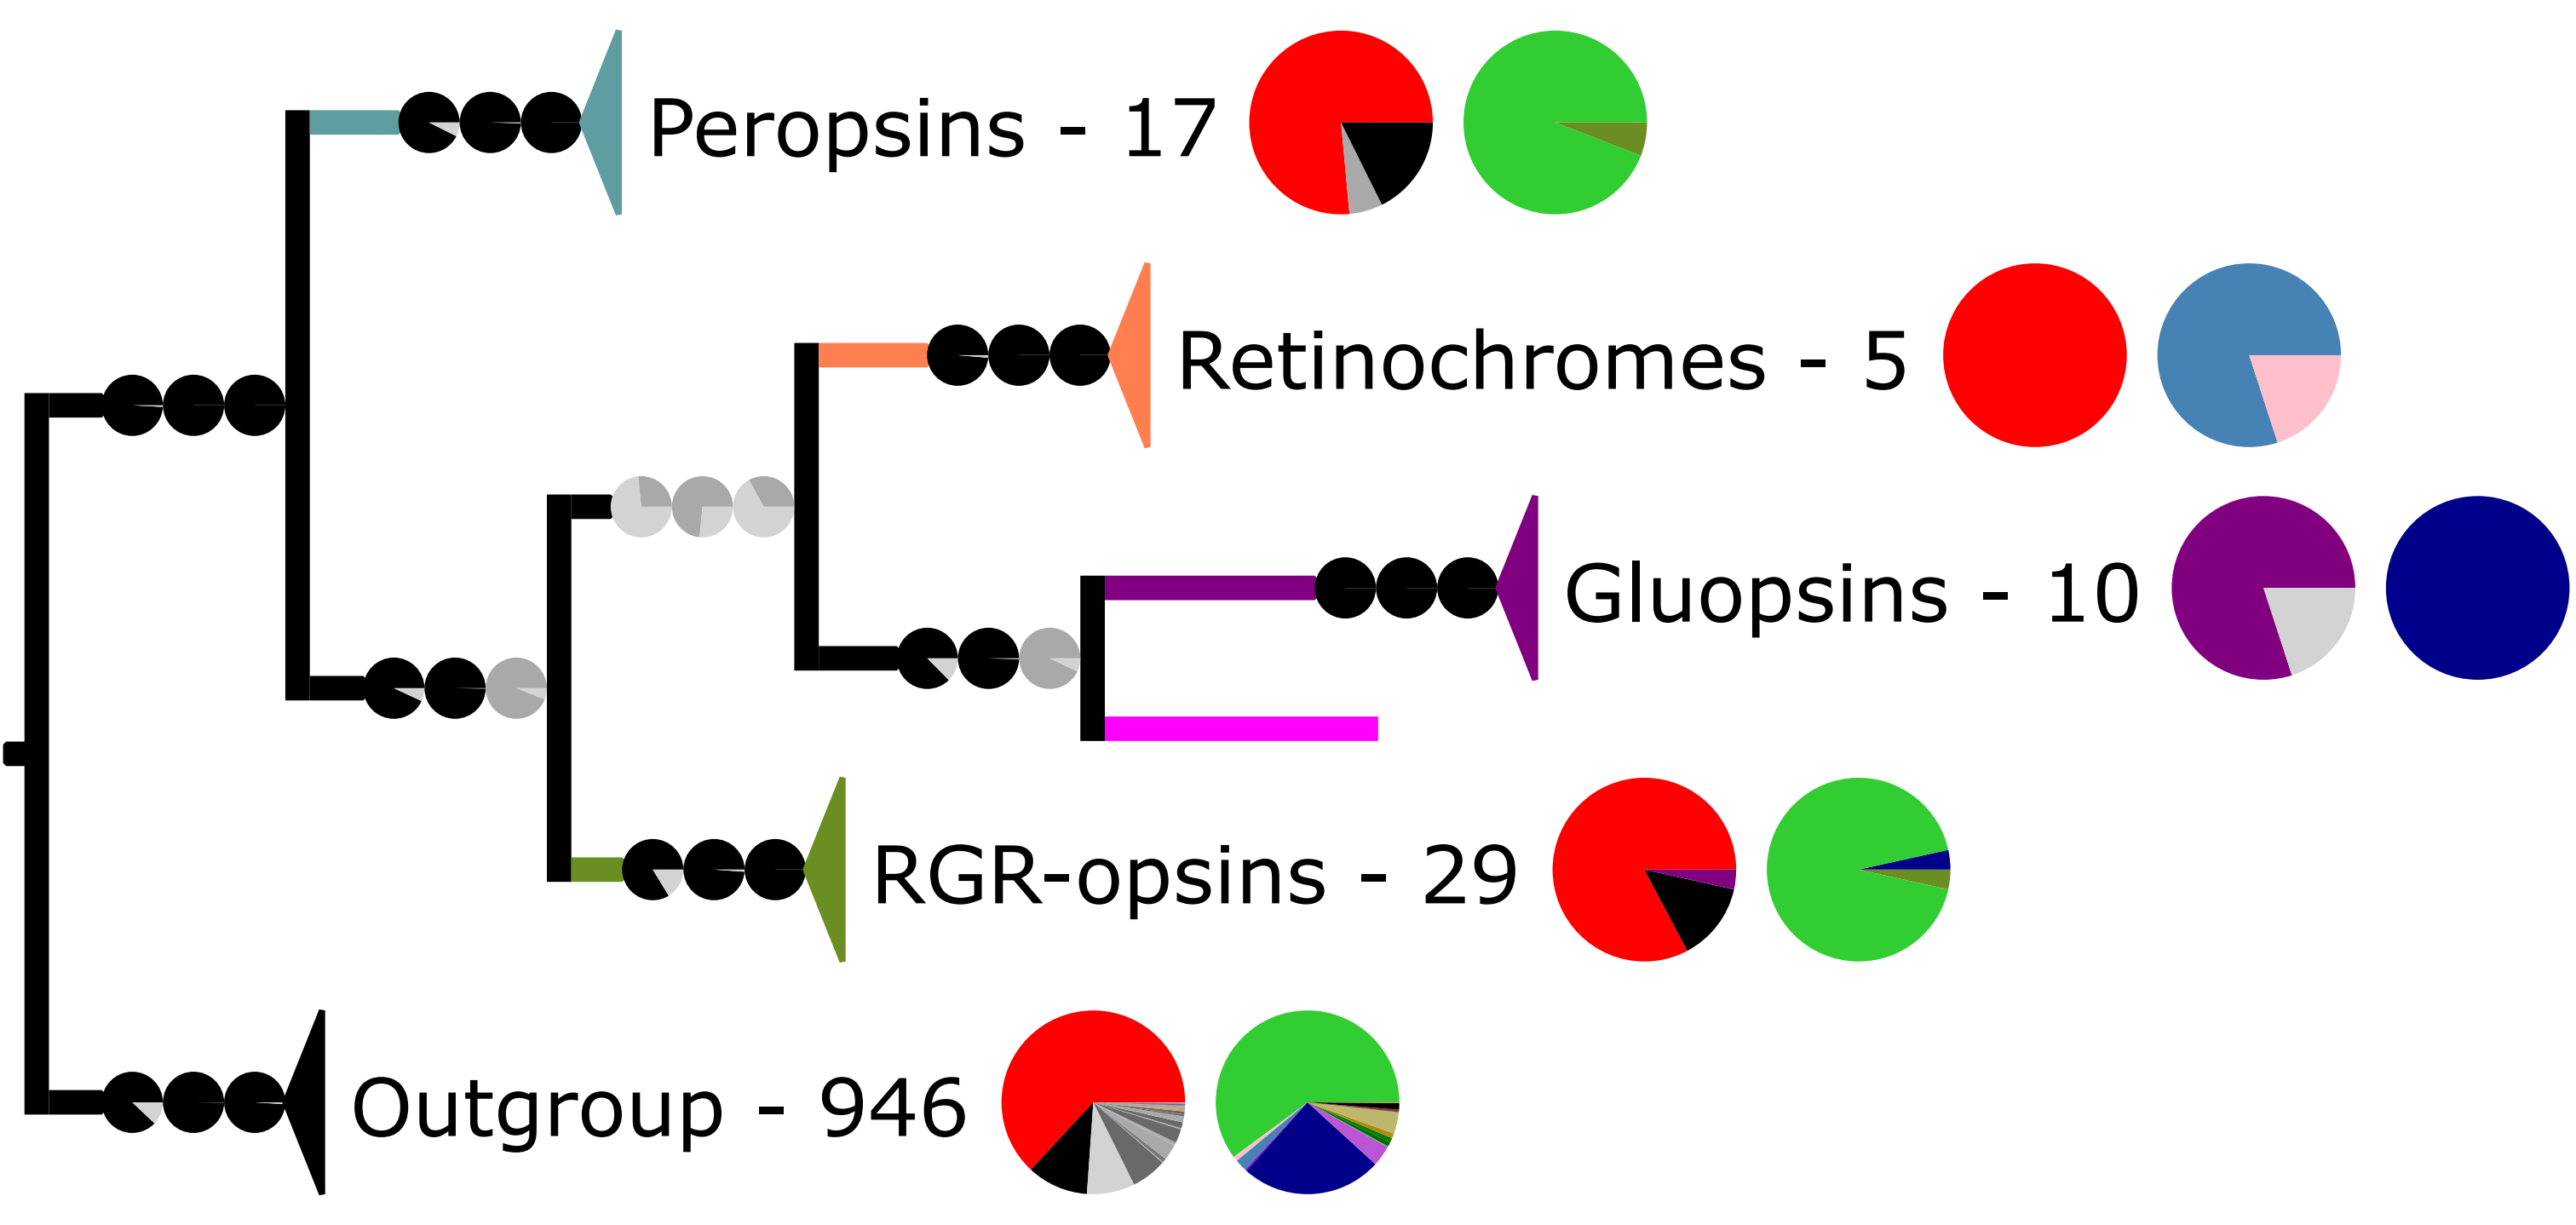 Peropsins - 17
Retinochromes - 5
Gluopsins - 10
RGR-opsins - 29
Outgroup - 946